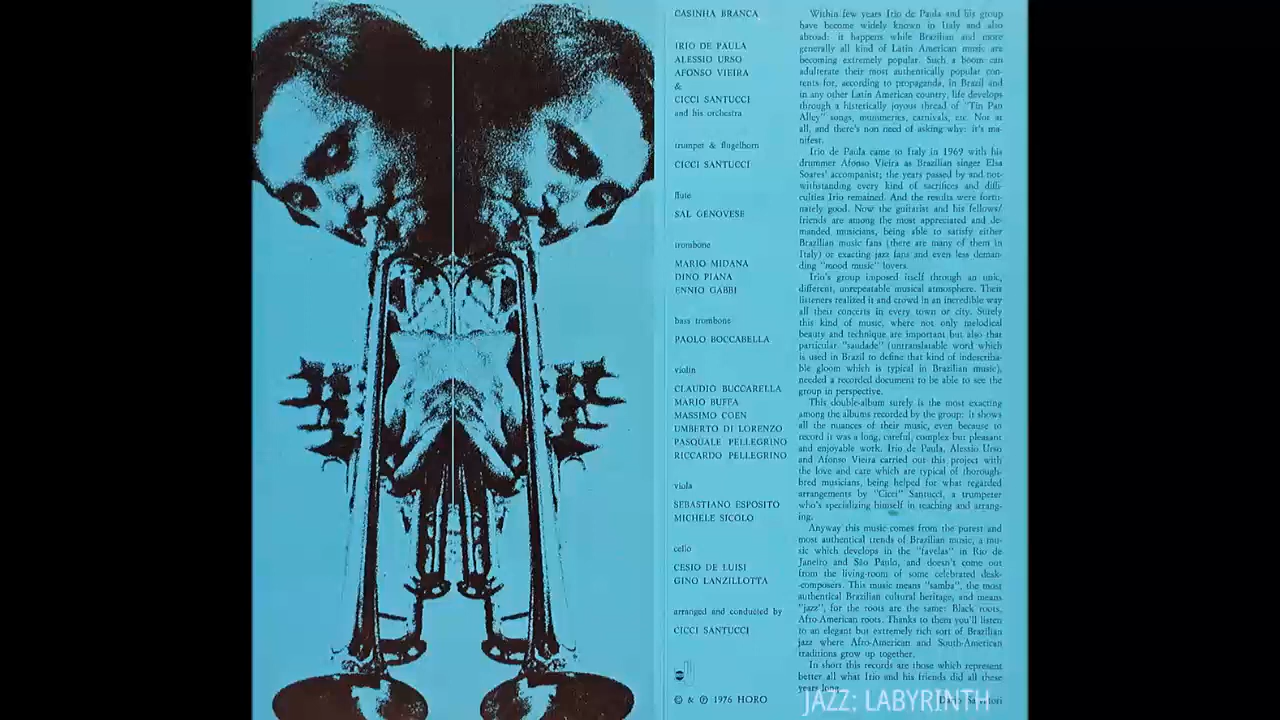 CASINHA BRANCA
IRIO DE PAULA
ALESSIO URSO
AFONSO VIEIRA
&
CICCI SANTUCCI
and his orchestra
trumpet & flugelhorn
CICCI SANTUCCI
flute
SAL GENOVESE
trombone
MARIO MIDANA
DINO PIANA
ENNIO GABBI
bass trombone
PAOLO BOCCABELLA
violin
CLAUDIO BUCCARELLA
MARIO BUFFA
MASSIMO COEN
UMBERTO DI LORENZO
PASQUALE PELLEGRINO
RICCARDO PELLEGRINO
viola
SEBASTIANO ESPOSITO
MICHELE SICOLO
cello
CESIO DE LUISI
GINO LANZILLOTTA
arranged and conducted by
CICCI SANTUCCI
© & ℗ 1976 HORO
Within few years Irio de Paula and his group
have become widely known in Italy and also
abroad: it happens while Brazilian and more
generally all kind of Latin American music are
becoming extremely popular. Such a boom can
adulterate their most authentically popular con-
tents for, according to propaganda, in Brazil and
in any other Latin American country, life develops
through a histerically joyous thread of "Tin Pan
Alley" songs, mummeries, carnivals, etc. Not at
all, and there's non need of asking why: it's ma-
nifest.
Irio de Paula came to Italy in 1969 with his
drummer Afonso Vieira as Brazilian singer Elsa
Soares' accompanist; the years passed by and not-
withstanding every kind of sacrifices and diffi-
culties Irio remained. And the results were fortu-
nately good. Now the guitarist and his fellows/
friends are among the most appreciated and de-
manded musicians, being able to satisfy either
Brazilian music fans (there are many of them in
Italy) or exacting jazz fans and even less deman-
ding "mood music" lovers.
Irio's group imposed itself through an unic,
different, unrepeatable musical atmosphere. Their
listeners realized it and crowd in an incredible way
all their concerts in every town or city. Surely
this kind of music, where not only melodical
beauty and technique are important but also that
particular "saudade" (untranslatable word which
is used in Brazil to define that kind of indescriba-
ble gloom which is typical in Brazilian music),
needed a recorded document to be able to see the
group in perspective.
This double-album surely is the most exacting
among the albums recorded by the group: it shows
all the nuances of their music, even because to
record it was a long, careful, complex but pleasant
and enjoyable work. Irio de Paula, Alessio Urso
and Afonso Vieira carried out this project with
the love and care which are typical of thorough-
bred musicians, being helped for what regarded
arrangements by "Cicci" Santucci, a trumpeter
who's specializing himself in teaching and arrang-
ing.
Anyway this music comes from the purest and
most authentical trends of Brazilian music, a mu-
sic which develops in the "favelas" in Rio de
Janeiro and São Paulo, and doesn't come out
from the living-room of some celebrated desk-
-composers. This music means "samba", the most
authentical Brazilian cultural heritage, and means
"jazz", for the roots are the same: Black roots,
Afro-American roots. Thanks to them you'll listen
to an elegant but extremely rich sort of Brazilian
jazz where Afro-American and South-American
traditions grow up together.
In short this records are those which represent
better all what Irio and his friends did all these
years long.
JAZZ: LABYRINTH